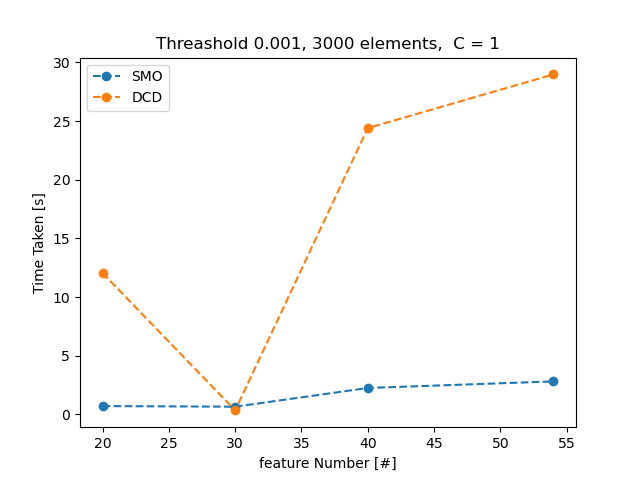 Threashold 0.001, 3000 elements,  C = 1
SMO
DCD
30
25
20
15
10
5
0
Time Taken [s]
20 25 30 35 40 45 50 55
feature Number [#]